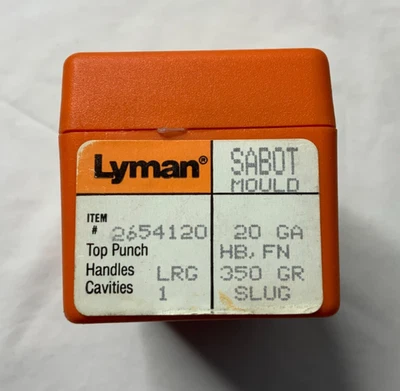 Lyman® SABOT
MOULD
ITEM
# 2654120 20 GA
Top Punch HB, FN
Handles LRG 350 GR
Cavities 1 SLUG